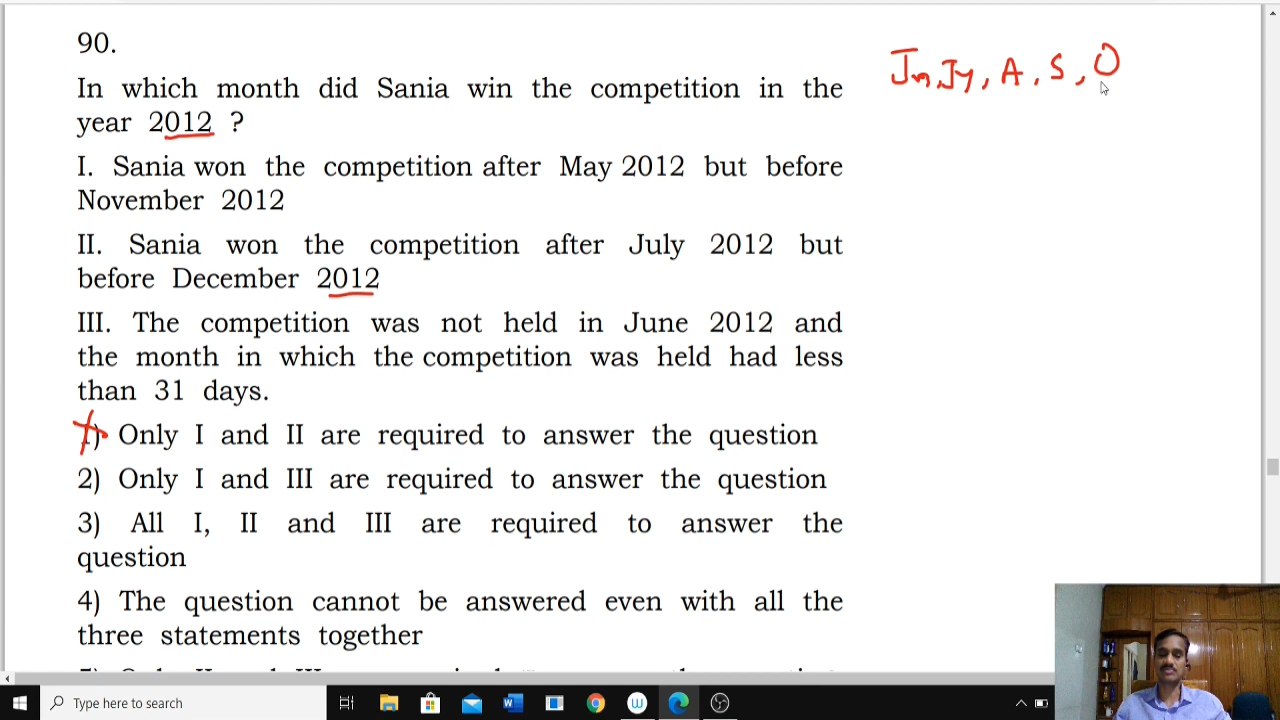 90.
Jn, Jy, A, S, O
In which month did Sania win the competition in the
year 2012 ?
I. Sania won the competition after May 2012 but before
November 2012
II. Sania won the competition after July 2012 but
before December 2012
III. The competition was not held in June 2012 and
the month in which the competition was held had less
than 31 days.
1) Only I and II are required to answer the question
2) Only I and III are required to answer the question
3) All I, II and III are required to answer the
question
4) The question cannot be answered even with all the
three statements together
Type here to search